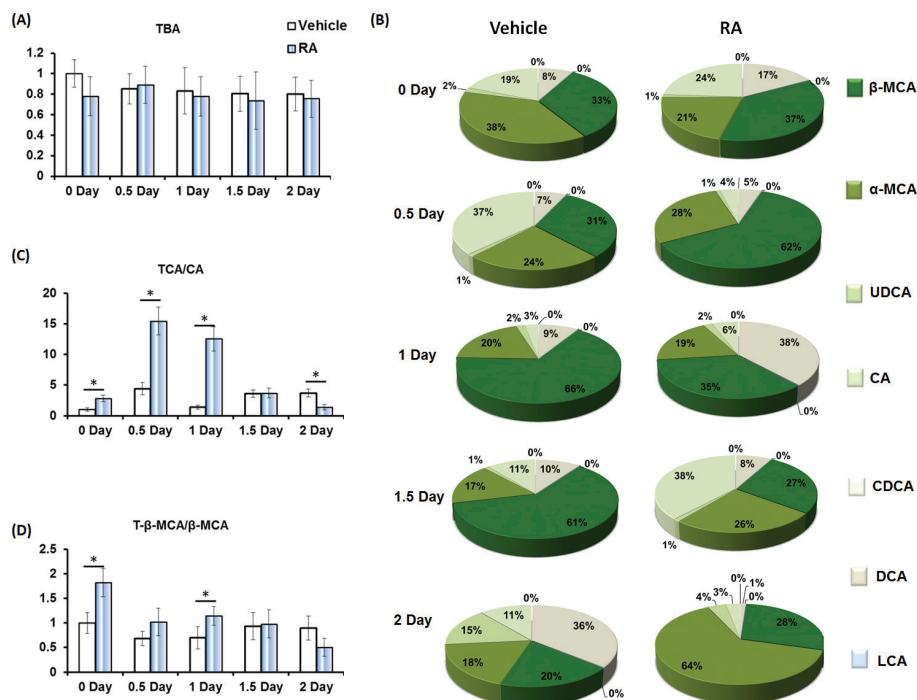 (A)
TBA
Vehicle
RA
1.2
1
0.8
0.6
0.4
0.2
0
0 Day 0.5 Day 1 Day 1.5 Day 2 Day
(C)
TCA/CA
20
15
10
5
0
* * * *
0 Day 0.5 Day 1 Day 1.5 Day 2 Day
(D)
T-β-MCA/β-MCA
2.5
2
1.5
1
0.5
0
* *
0 Day 0.5 Day 1 Day 1.5 Day 2 Day
(B)
Vehicle RA
0 Day
0% 8% 0% 33% 38% 2% 19%
0% 17% 0% 37% 21% 1% 24%
0.5 Day
0% 7% 0% 31% 24% 1% 37%
5% 0% 62% 28% 1% 4%
1 Day
0% 9% 0% 66% 20% 2% 3%
0% 38% 0% 35% 19% 2% 6%
1.5 Day
0% 10% 0% 61% 17% 1% 11%
0% 8% 0% 27% 26% 1% 38%
2 Day
0% 36% 0% 20% 18% 15% 11%
0% 1% 0% 28% 64% 4% 3%
β-MCA
α-MCA
UDCA
CA
CDCA
DCA
LCA